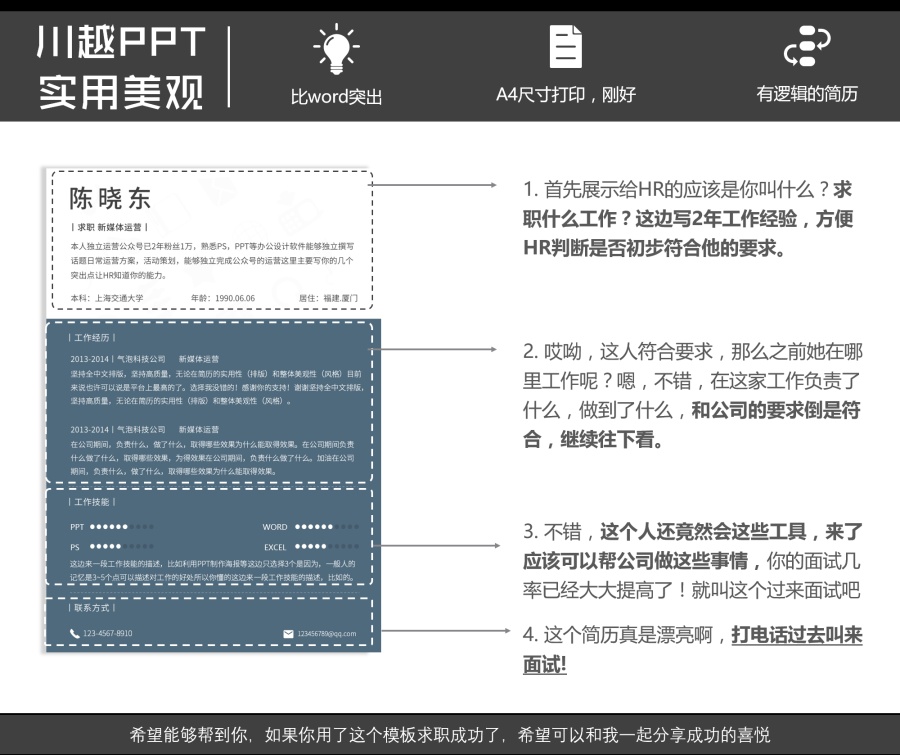 川越PPT
实用美观
比word突出
A4尺寸打印，刚好
有逻辑的简历
陈晓东
| 求职 新媒体运营 |
本人独立运营公众号已2年粉丝1万，熟悉PS，PPT等办公设计软件能够独立撰写
话题日常运营方案，活动策划，能够独立完成公众号的运营这里主要写你的几个
突出点让HR知道你的能力。
本科：上海交通大学 年龄：1990.06.06 居住：福建.厦门
| 工作经历 |
2013-2014 | 气泡科技公司 新媒体运营
坚持全中文排版，坚持高质量，无论在简历的实用性（排版）和整体美观性（风格）目前
来说也许可以说是平台上最高的了。选择我没错的！感谢你的支持！谢谢坚持全中文排版，
坚持高质量，无论在简历的实用性（排版）和整体美观性（风格）。
2013-2014 | 气泡科技公司 新媒体运营
在公司期间，负责什么，做了什么，取得哪些效果为什么能取得效果。在公司期间负责
什么做了什么，取得哪些效果，为得效果在公司期间，负责什么做了什么。加油在公司
期间，负责什么，做了什么，取得哪些效果为什么能取得效果。
| 工作技能 |
PPT WORD
PS EXCEL
这边来一段工作技能的描述，比如利用PPT制作海报等这边只选择3个是因为，一般人的
记忆是3~5个点可以描述对工作的好处所以你懂的这边来一段工作技能的描述，比如的。
| 联系方式 |
123-4567-8910 123456789@qq.com
1. 首先展示给HR的应该是你叫什么？求
职什么工作？这边写2年工作经验，方便
HR判断是否初步符合他的要求。
2. 哎呦，这人符合要求，那么之前她在哪
里工作呢？嗯，不错，在这家工作负责了
什么，做到了什么，和公司的要求倒是符
合，继续往下看。
3. 不错，这个人还竟然会这些工具，来了
应该可以帮公司做这些事情，你的面试几
率已经大大提高了！就叫这个过来面试吧
4. 这个简历真是漂亮啊，打电话过去叫来
面试!
希望能够帮到你，如果你用了这个模板求职成功了，希望可以和我一起分享成功的喜悦